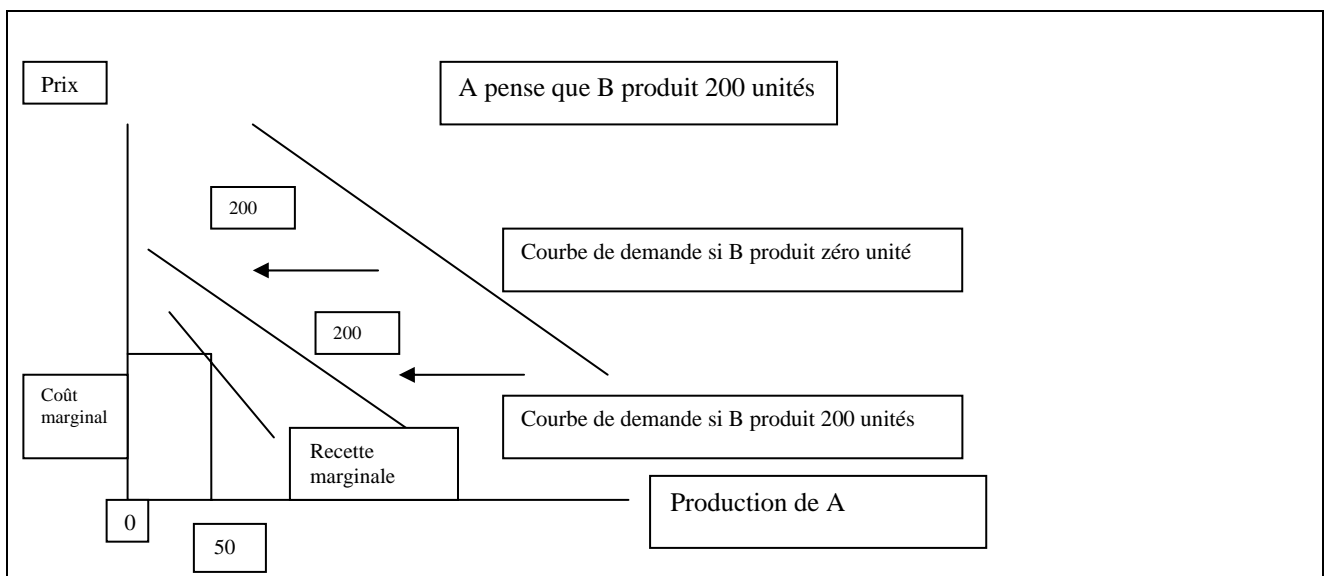 Prix
A pense que B produit 200 unités
200
Courbe de demande si B produit zéro unité
200
Coût
marginal
Courbe de demande si B produit 200 unités
Recette
marginale
Production de A
0
50